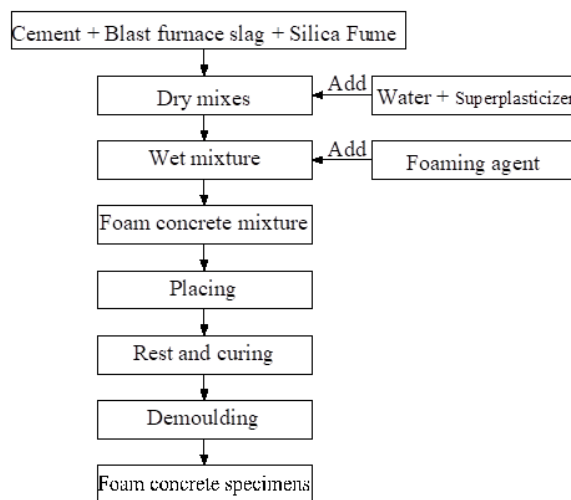 Cement + Blast furnace slag + Silica Fume
Dry mixes
Add
Water + Superplasticizer
Wet mixture
Add
Foaming agent
Foam concrete mixture
Placing
Rest and curing
Demoulding
Foam concrete specimens